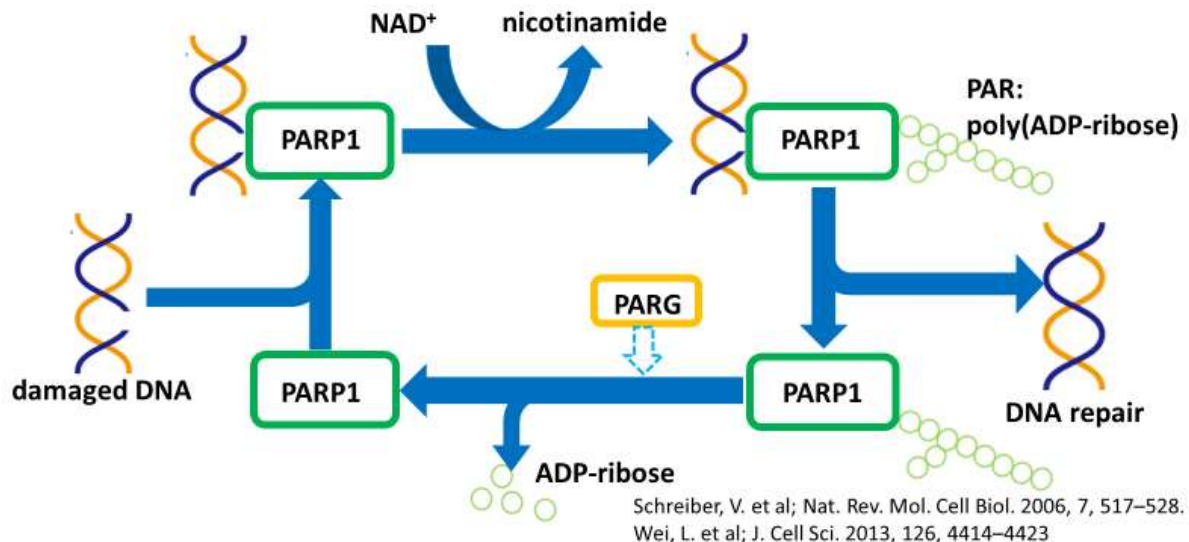 NAD⁺
nicotinamide
PARP1
PARP1
PAR:
poly(ADP-ribose)
damaged DNA
PARG
PARP1
PARP1
DNA repair
ADP-ribose
Schreiber, V. et al; Nat. Rev. Mol. Cell Biol. 2006, 7, 517–528.
Wei, L. et al; J. Cell Sci. 2013, 126, 4414–4423